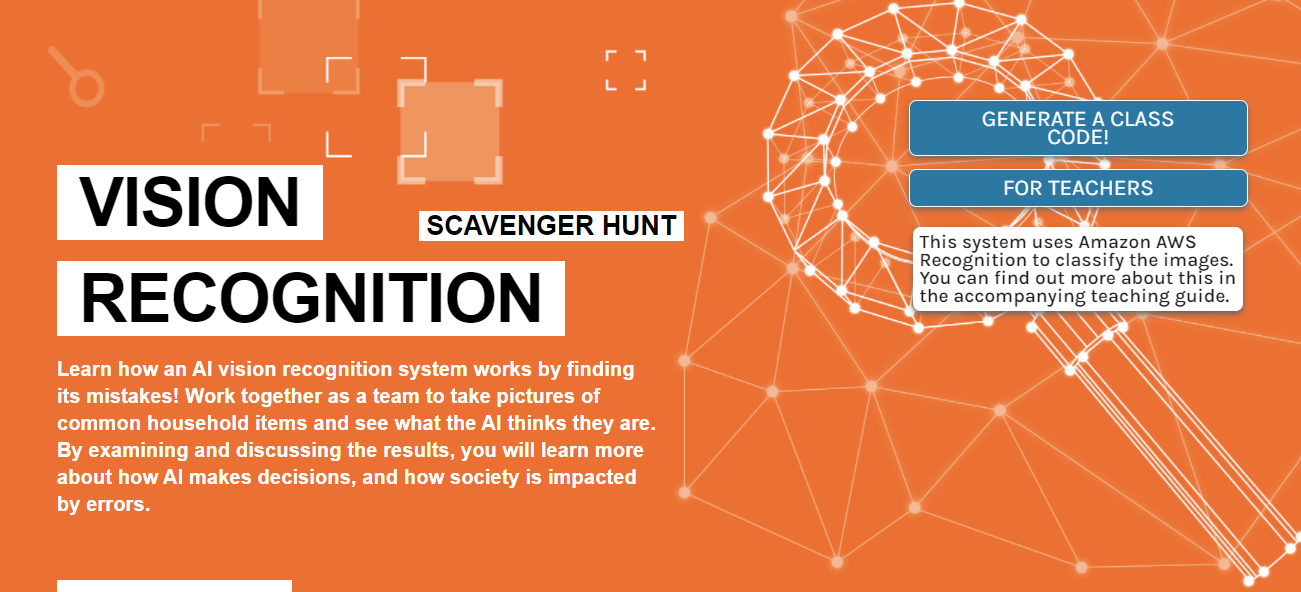 VISION
SCAVENGER HUNT
RECOGNITION
Learn how an AI vision recognition system works by finding
its mistakes! Work together as a team to take pictures of
common household items and see what the AI thinks they are.
By examining and discussing the results, you will learn more
about how AI makes decisions, and how society is impacted
by errors.
GENERATE A CLASS
CODE!
FOR TEACHERS
This system uses Amazon AWS
Recognition to classify the images.
You can find out more about this in
the accompanying teaching guide.